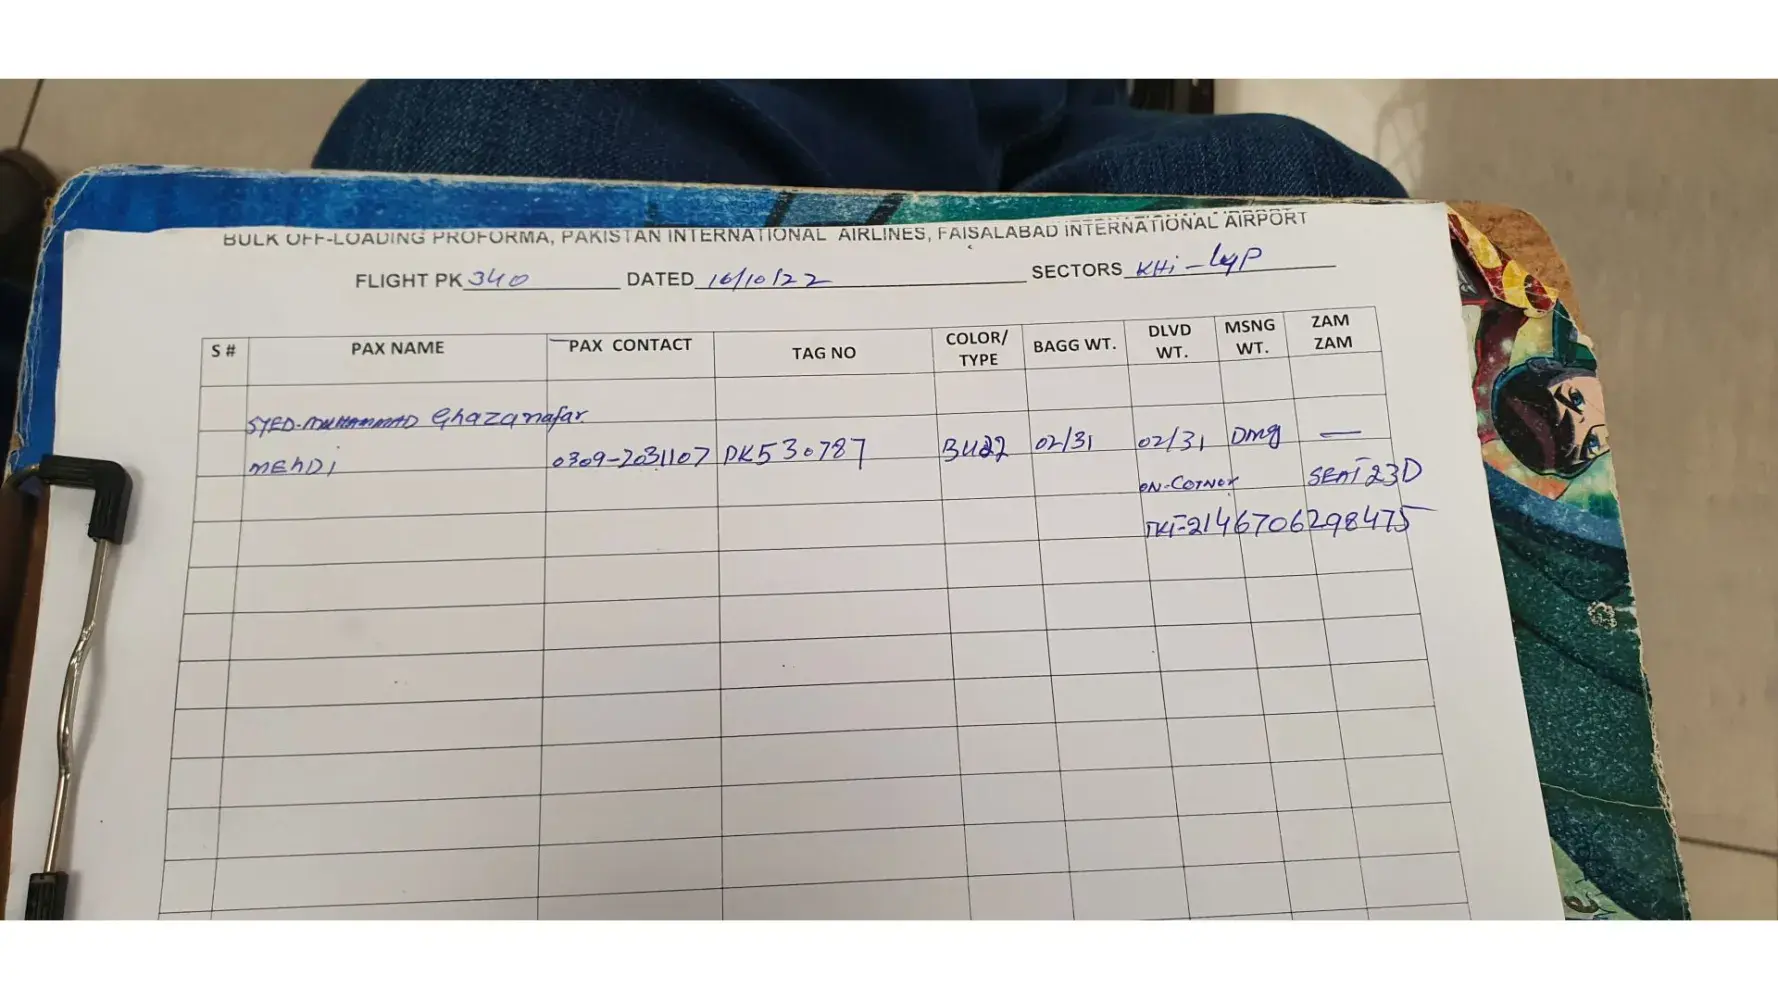 BULK OFF-LOADING PROFORMA, PAKISTAN INTERNATIONAL AIRLINES, FAISALABAD INTERNATIONAL AIRPORT
FLIGHT PK 340 DATED 16/10/22 SECTORS KHi - LYP
S # PAX NAME PAX CONTACT TAG NO COLOR/ TYPE BAGG WT. DLVD WT. MSNG WT. ZAM ZAM
SYED-MUHAMMAD Ghazanafar
MEhDi 0309-2031107 PK530787 BU22 02/31 02/31 Dmg —
ON-CORNOR SEAT 23D
TKT-2146706298475